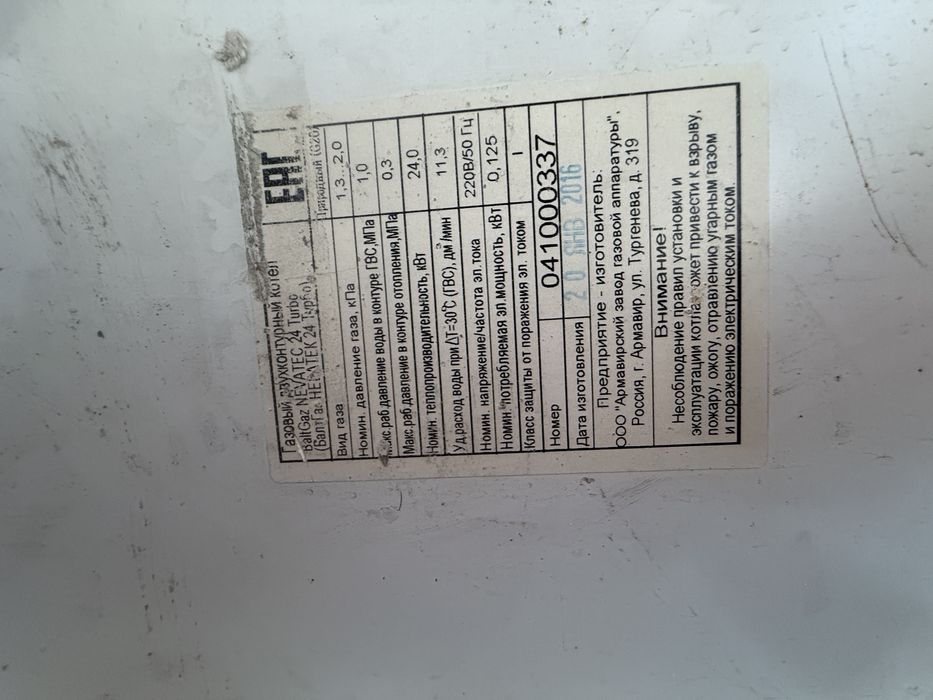 Газовый двухконтурный котел
BaltGaz NEVATEC 24 Turbo
(БалтГаз НЕВАТЕК 24 Турбо)
EAC
Вид газа Природный (G20)
Номин. давление газа, кПа 1,3...2,0
Макс.раб.давление воды в контуре ГВС,МПа 1,0
Макс.раб.давление в контуре отопления,МПа 0,3
Номин. теплопроизводительность, кВт 24,0
Уд.расход воды при ΔT=30°C (ГВС), дм³/мин 11,3
Номин. напряжение/частота эл.тока 220В/50 Гц
Номин. потребляемая эл.мощность, кВт 0,125
Класс защиты от поражения эл. током I
Номер 041000337
Дата изготовления 20 ЯНВ 2016
Предприятие - изготовитель:
ООО "Армавирский завод газовой аппаратуры",
Россия, г. Армавир, ул. Тургенева, д. 319
Внимание!
Несоблюдение правил установки и
эксплуатации котла может привести к взрыву,
пожару, ожогу, отравлению угарным газом
и поражению электрическим током.